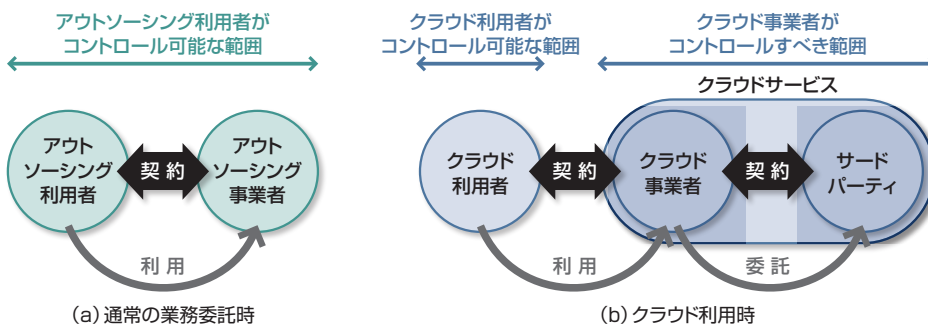 アウトソーシング利用者が
コントロール可能な範囲
アウト
ソーシング
利用者
契約
アウト
ソーシング
事業者
利用
(a)通常の業務委託時
クラウド利用者が
コントロール可能な範囲
クラウド事業者が
コントロールすべき範囲
クラウドサービス
クラウド
利用者
契約
クラウド
事業者
契約
サード
パーティ
利用
委託
(b)クラウド利用時